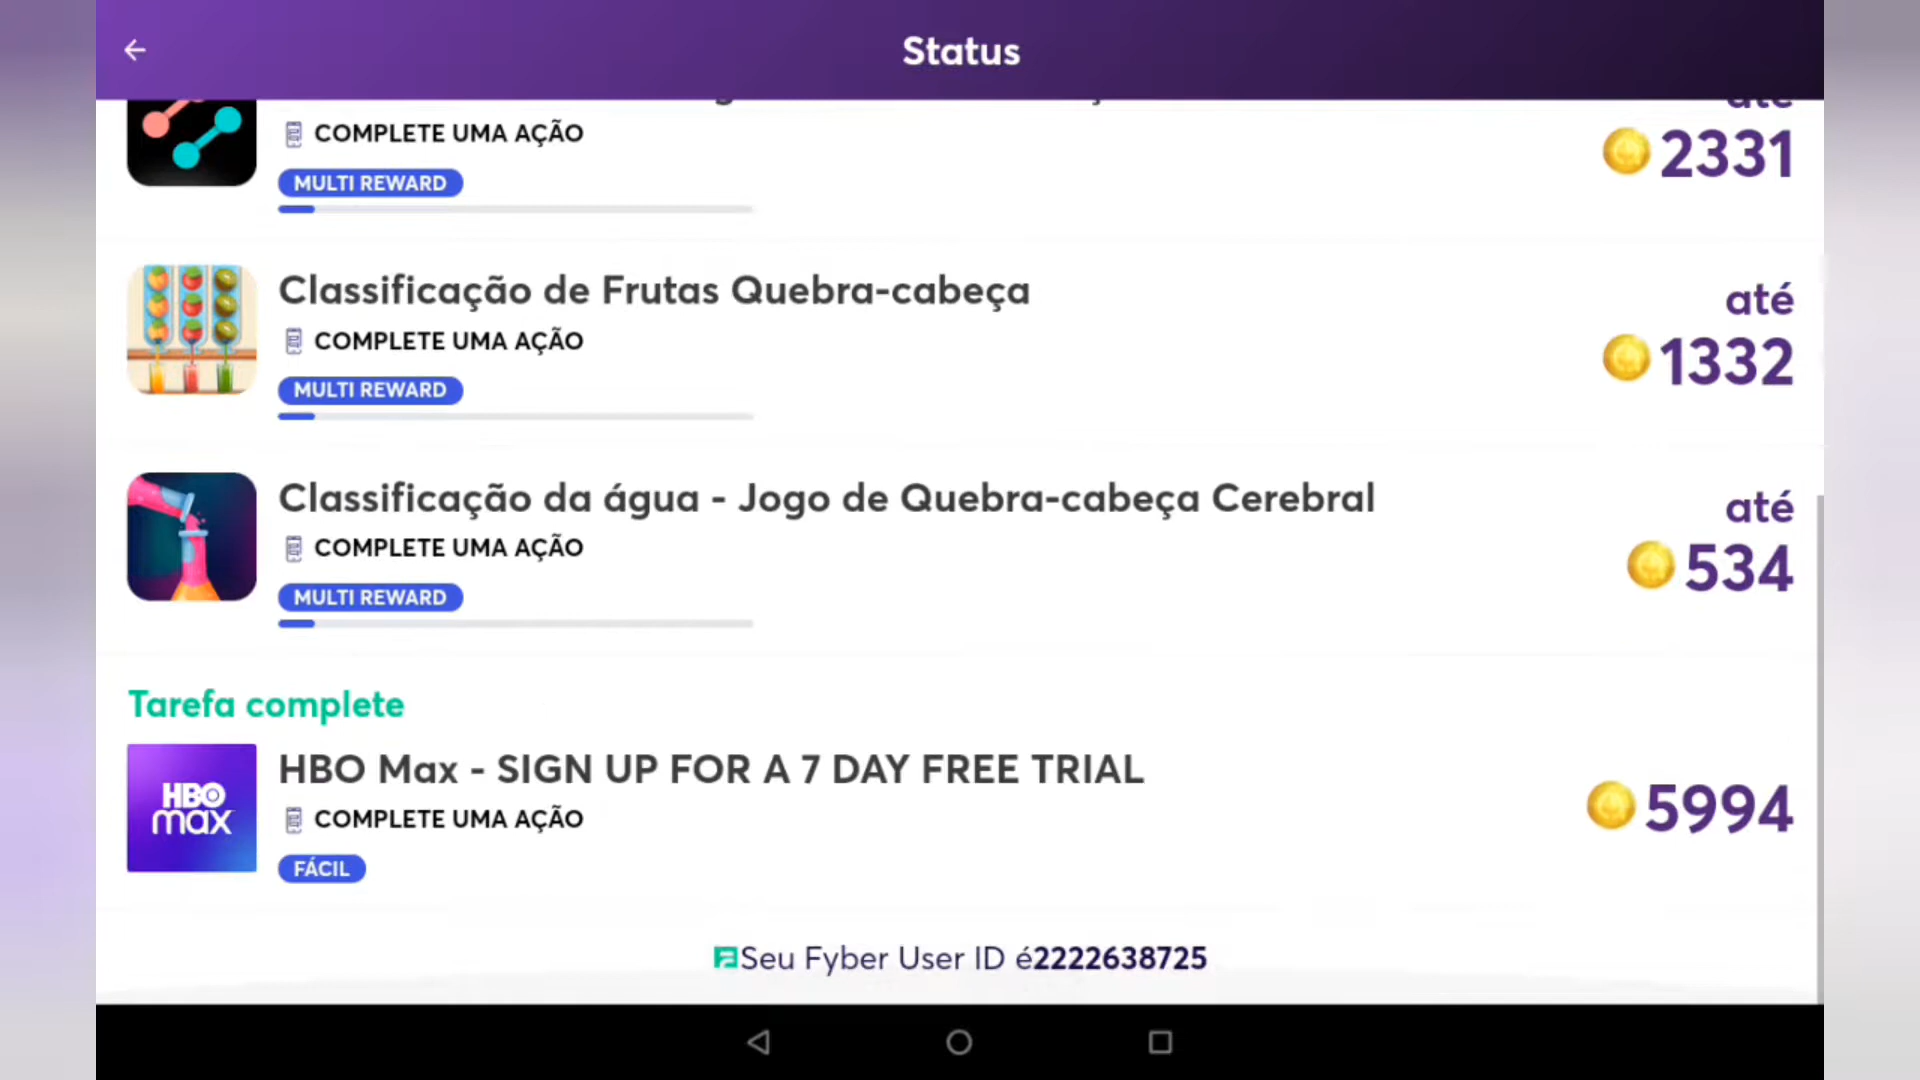 Status
até
COMPLETE UMA AÇÃO
2331
MULTI REWARD
Classificação de Frutas Quebra-cabeça
até
COMPLETE UMA AÇÃO
1332
MULTI REWARD
Classificação da água - Jogo de Quebra-cabeça Cerebral
até
COMPLETE UMA AÇÃO
534
MULTI REWARD
Tarefa complete
HBO max
HBO Max - SIGN UP FOR A 7 DAY FREE TRIAL
COMPLETE UMA AÇÃO
5994
FÁCIL
Seu Fyber User ID é2222638725